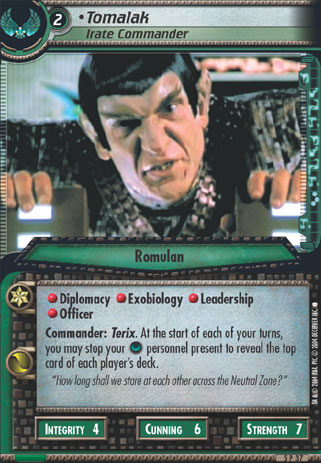 2
•Tomalak
Irate Commander
Romulan
Diplomacy Exobiology Leadership
Officer
Commander: Terix. At the start of each of your turns,
you may stop your personnel present to reveal the top
card of each player's deck.
"How long shall we stare at each other across the Neutral Zone?"
INTEGRITY 4 CUNNING 6 STRENGTH 7